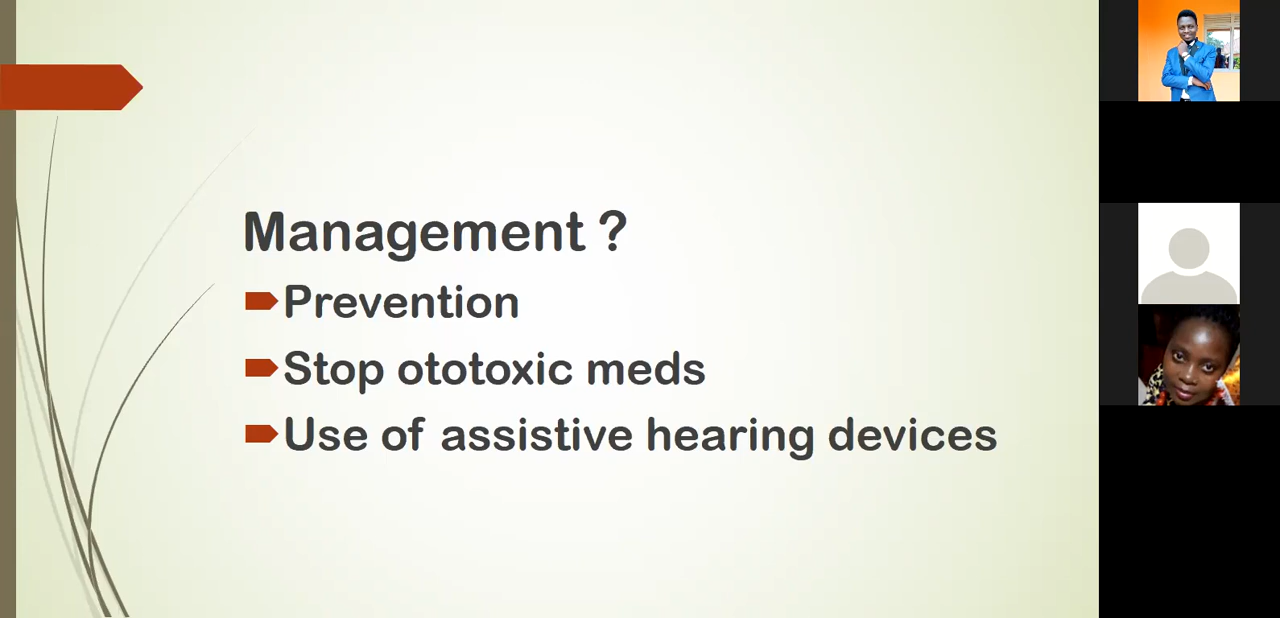 Management ?
Prevention
Stop ototoxic meds
Use of assistive hearing devices